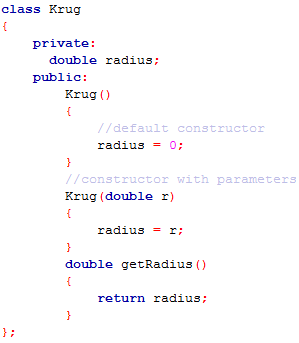 class Krug
{
    private:
      double radius;
    public:
        Krug()
        {
            //default constructor
            radius = 0;
        }
        //constructor with parameters
        Krug(double r)
        {
            radius = r;
        }
        double getRadius()
        {
            return radius;
        }
};